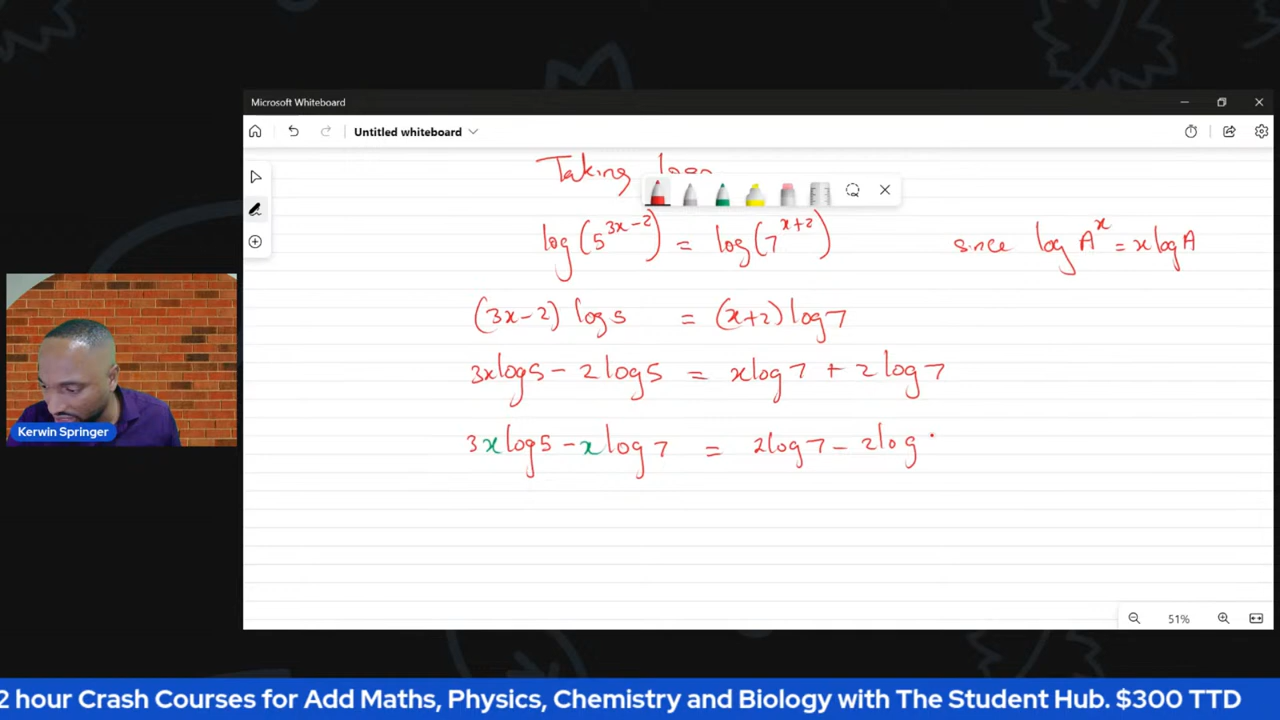 Microsoft Whiteboard
Untitled whiteboard
Taking
log(5^{3x-2}) = log(7^{x+2}) since log A^x = x log A
(3x-2) log 5 = (x+2) log 7
3x log 5 - 2 log 5 = x log 7 + 2 log 7
3x log 5 - x log 7 = 2 log 7 - 2 log
Kerwin Springer
51%
2 hour Crash Courses for Add Maths, Physics, Chemistry and Biology with The Student Hub. $300 TTD